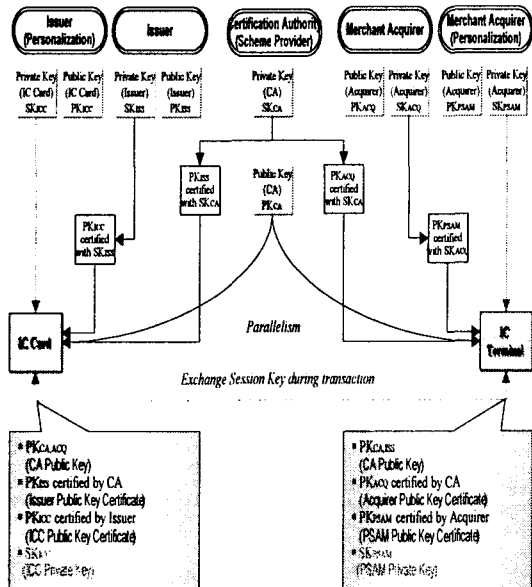 Issuer
(Personalization)
Issuer
Certification Authority
(Scheme Provider)
Merchant Acquirer
Merchant Acquirer
(Personalization)
Private Key
(IC Card)
SKICC
Public Key
(IC Card)
PKICC
Private Key
(Issuer)
SKISS
Public Key
(Issuer)
PKISS
Private Key
(CA)
SKCA
Public Key
(Acquirer)
PKACQ
Private Key
(Acquirer)
SKACQ
Public Key
(Acquirer)
PKPSAM
Private Key
(Acquirer)
SKPSAM
PKISS
certified
with SKCA
Public Key
(CA)
PKCA
PKACQ
certified
with SKCA
PKICC
certified
with SKISS
PKPSAM
certified
with SKACQ
IC Card
Parallelism
IC
Terminal
Exchange Session Key during transaction
PKCA,ACQ
(CA Public Key)
PKISS certified by CA
(Issuer Public Key Certificate)
PKICC certified by Issuer
(ICC Public Key Certificate)
SKICC
(ICC Private Key)
PKCA,ISS
(CA Public Key)
PKACQ certified by CA
(Acquirer Public Key Certificate)
PKPSAM certified by Acquirer
(PSAM Public Key Certificate)
SKPSAM
(PSAM Private Key)